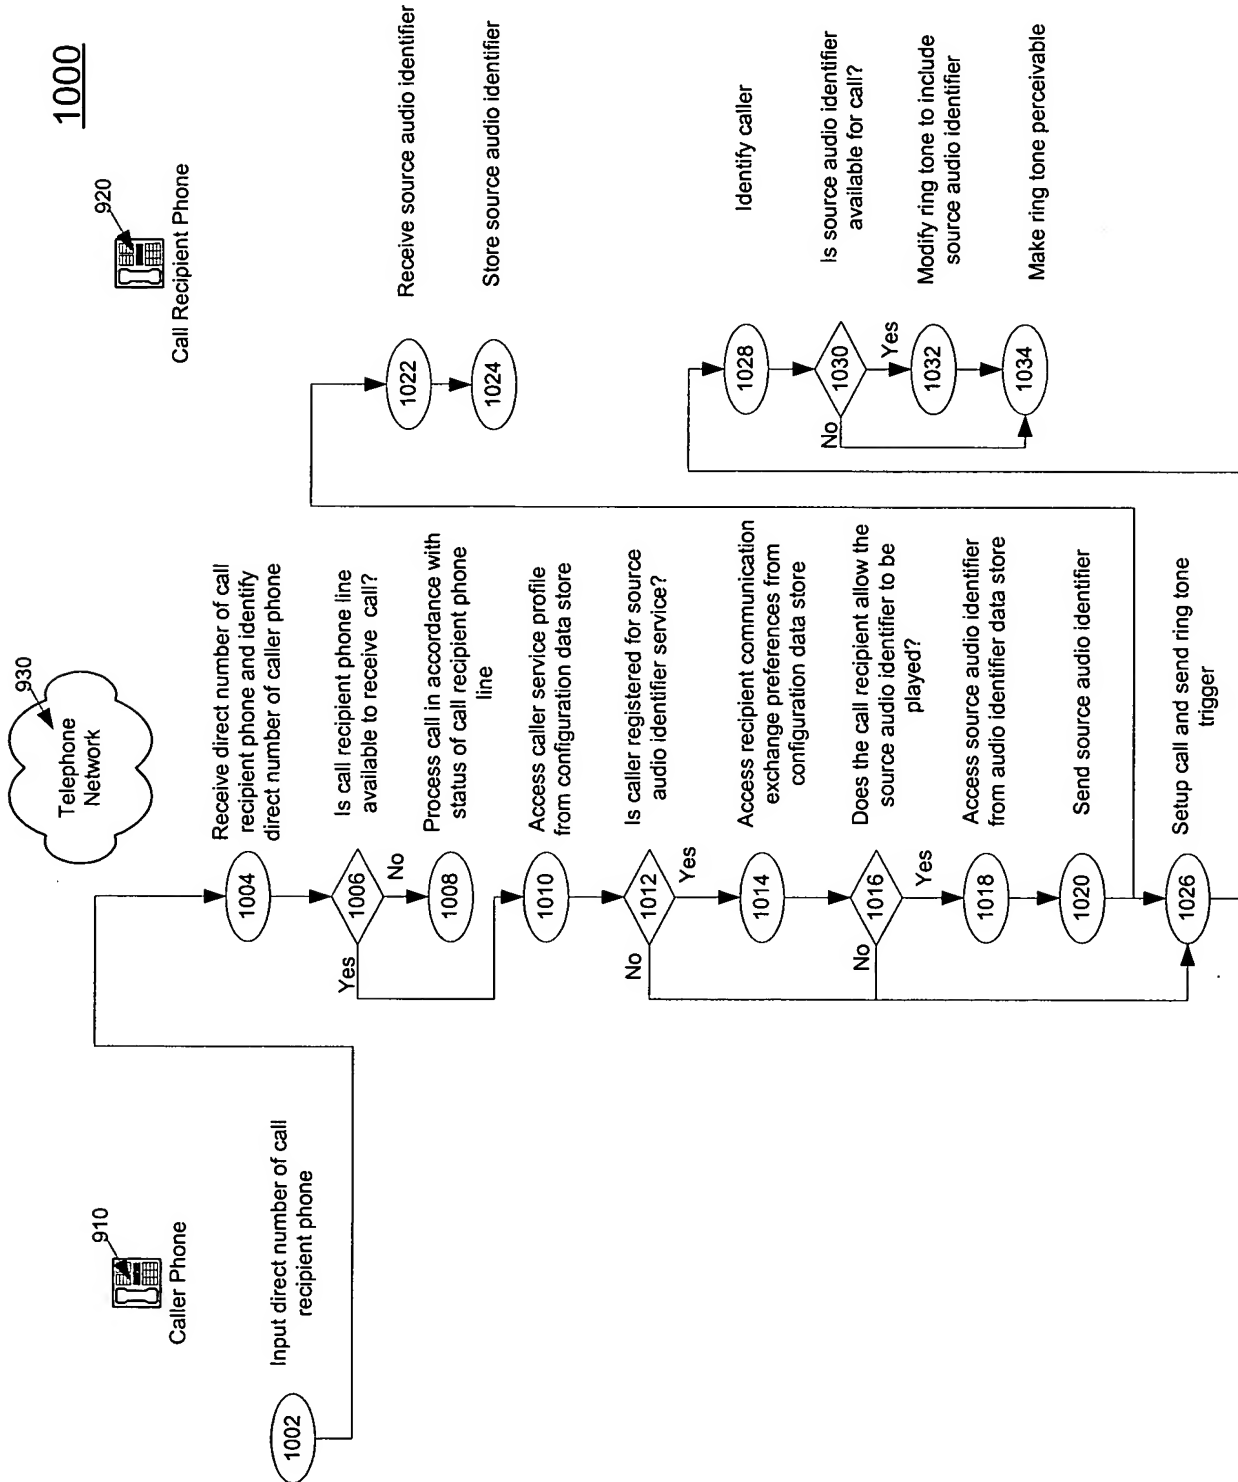 1000
910
Caller Phone
930
Telephone
Network
920
Call Recipient Phone
1002
Input direct number of call
recipient phone
1004
Receive direct number of call
recipient phone and identify
direct number of caller phone
1006
Is call recipient phone line
available to receive call?
No
Yes
1008
Process call in accordance with
status of call recipient phone
line
1010
Access caller service profile
from configuration data store
1012
Is caller registered for source
audio identifier service?
No
Yes
1014
Access recipient communication
exchange preferences from
configuration data store
1016
Does the call recipient allow the
source audio identifier to be
played?
No
Yes
1018
Access source audio identifier
from audio identifier data store
1020
Send source audio identifier
1022
Receive source audio identifier
1024
Store source audio identifier
1026
Setup call and send ring tone
trigger
1028
Identify caller
1030
Is source audio identifier
available for call?
No
Yes
1032
Modify ring tone to include
source audio identifier
1034
Make ring tone perceivable